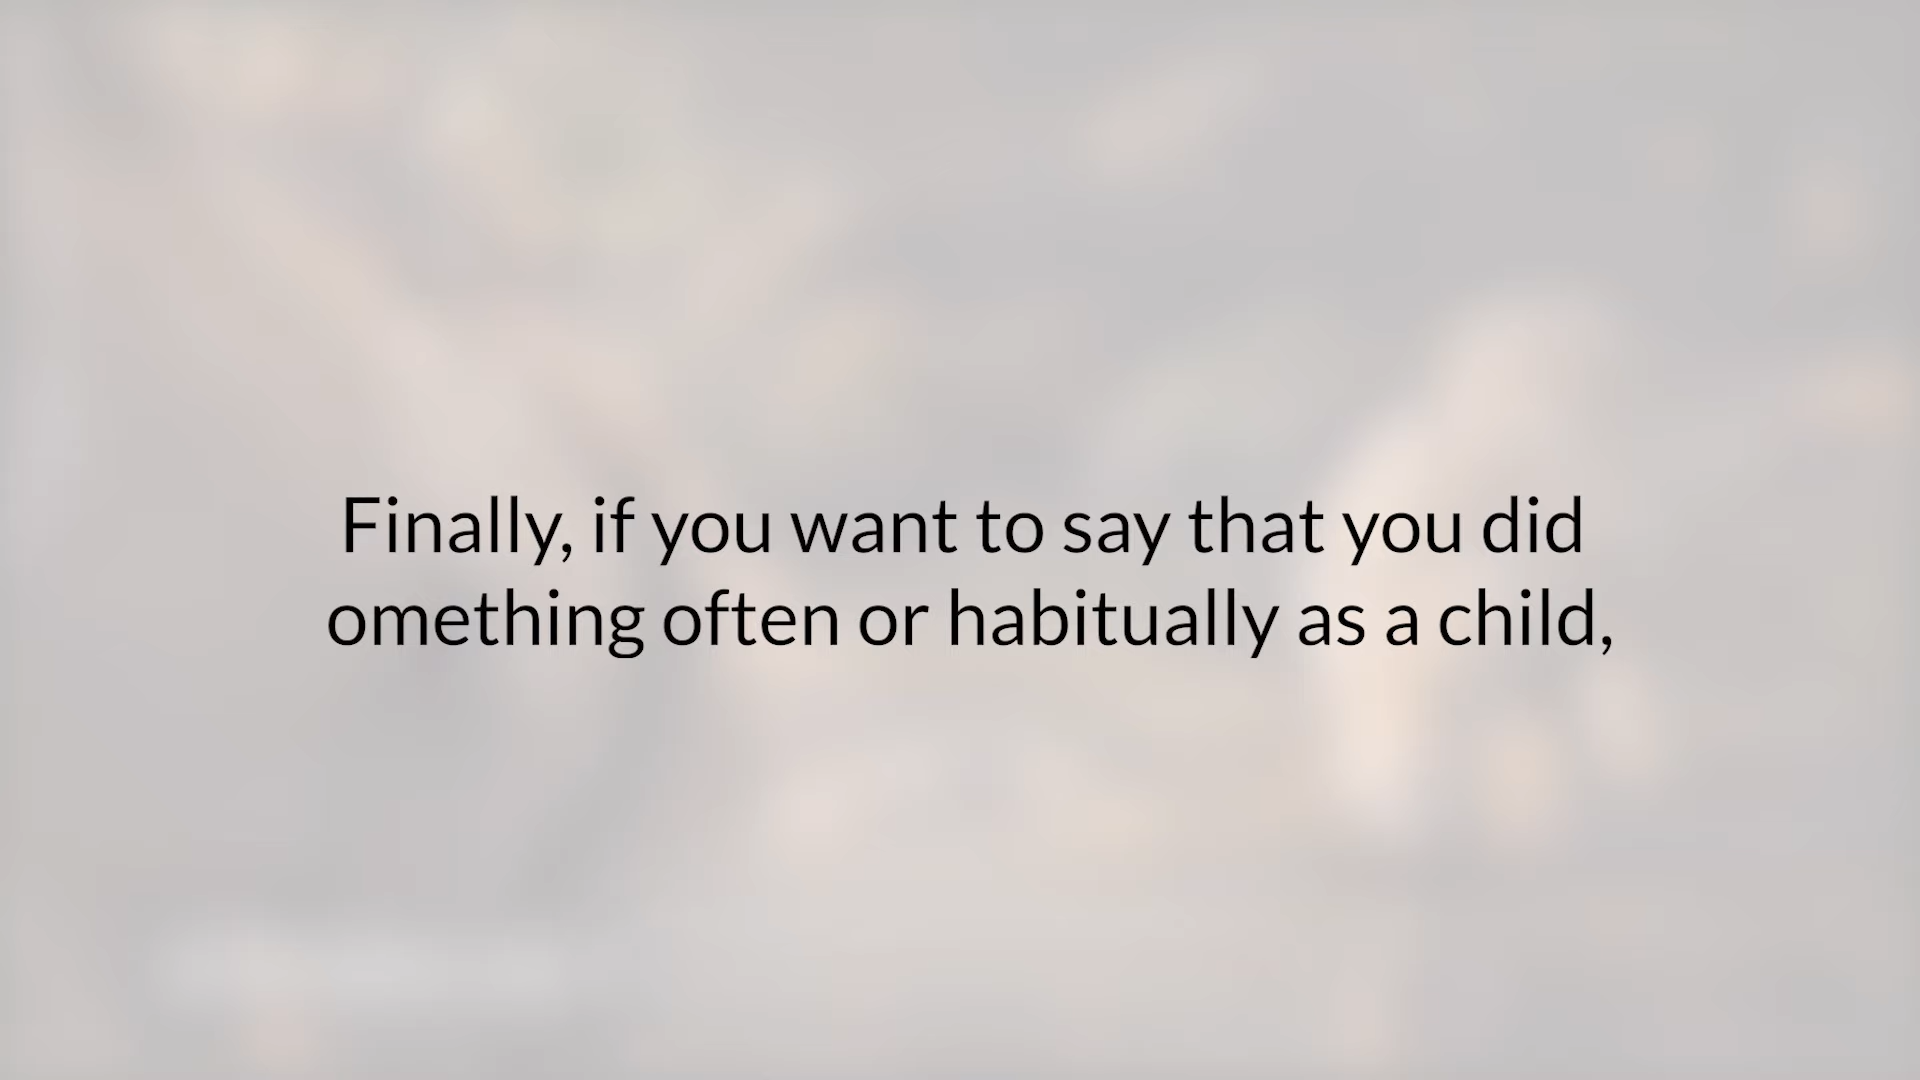 Finally, if you want to say that you did
omething often or habitually as a child,